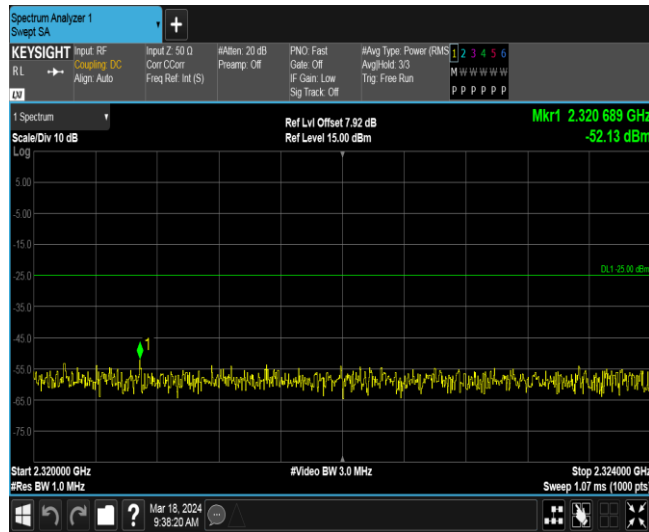 Spectrum Analyzer 1
Swept SA
+
KEYSIGHT
RL
LXI
Input: RF
Coupling: DC
Align: Auto
Input Z: 50 Ω
Corr CCorr
Freq Ref: Int (S)
#Atten: 20 dB
Preamp: Off
PNO: Fast
Gate: Off
IF Gain: Low
Sig Track: Off
#Avg Type: Power (RMS
Avg|Hold: 3/3
Trig: Free Run
1 2 3 4 5 6
M W W W W W
P P P P P P
1 Spectrum
Scale/Div 10 dB
Log
Ref Lvl Offset 7.92 dB
Ref Level 15.00 dBm
Mkr1 2.320 689 GHz
-52.13 dBm
5.00
-5.00
-15.0
-25.0
DL1 -25.00 dBm
-35.0
-45.0
1
-55.0
-65.0
-75.0
Start 2.320000 GHz
#Res BW 1.0 MHz
#Video BW 3.0 MHz
Stop 2.324000 GHz
Sweep 1.07 ms (1000 pts)
?
Mar 18, 2024
9:38:20 AM